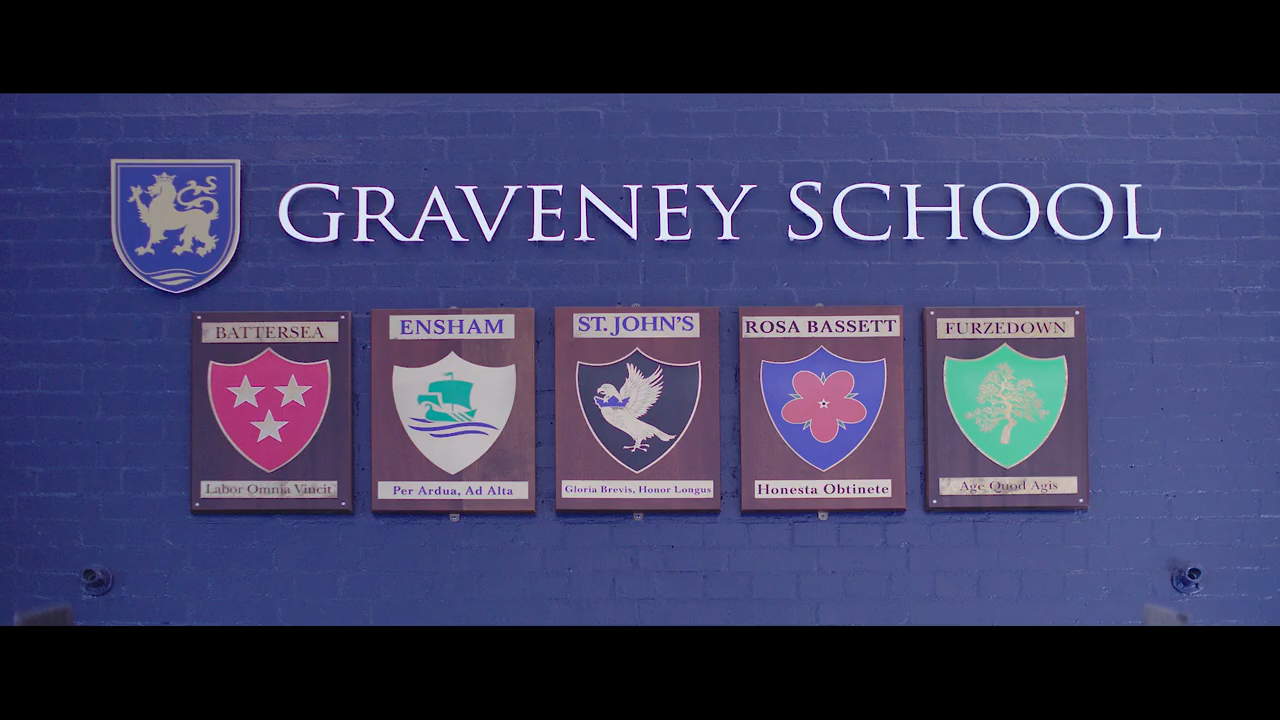 GRAVENEY SCHOOL
BATTERSEA
Labor Omnia Vincit
ENSHAM
Per Ardua, Ad Alta
ST. JOHN'S
Gloria Brevis, Honor Longus
ROSA BASSETT
Honesta Obtinete
FURZEDOWN
Age Quod Agis